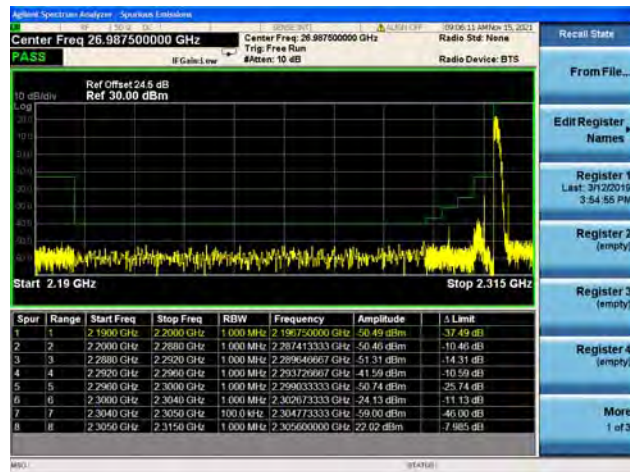 Agilent Spectrum Analyzer - Spurious Emissions
RF 50 Ω DC SENSE:INT ALIGN OFF 09:06:11 AM Nov 15, 2021
Center Freq 26.987500000 GHz Center Freq: 26.987500000 GHz Radio Std: None
Trig: Free Run
PASS IFGain:Low #Atten: 10 dB Radio Device: BTS
Ref Offset 24.5 dB
10 dB/div Ref 30.00 dBm
Log
Start 2.19 GHz Stop 2.315 GHz
Spur Range Start Freq Stop Freq RBW Frequency Amplitude Δ Limit
1 1 2.1900 GHz 2.2000 GHz 1.000 MHz 2.196750000 GHz -50.49 dBm -37.49 dB
2 2 2.2000 GHz 2.2880 GHz 1.000 MHz 2.287413333 GHz -50.46 dBm -10.46 dB
3 3 2.2880 GHz 2.2920 GHz 1.000 MHz 2.289646667 GHz -51.31 dBm -14.31 dB
4 4 2.2920 GHz 2.2960 GHz 1.000 MHz 2.293726667 GHz -41.59 dBm -10.59 dB
5 5 2.2960 GHz 2.3000 GHz 1.000 MHz 2.299033333 GHz -50.74 dBm -25.74 dB
6 6 2.3000 GHz 2.3040 GHz 1.000 MHz 2.302673333 GHz -24.13 dBm -11.13 dB
7 7 2.3040 GHz 2.3050 GHz 100.0 kHz 2.304773333 GHz -59.00 dBm -46.00 dB
8 8 2.3050 GHz 2.3150 GHz 1.000 MHz 2.305600000 GHz 22.02 dBm -7.985 dB
MSG STATUS
Recall State
From File...
Edit Register
Names
Register 1
Last: 3/12/2019
3:54:55 PM
Register 2
(empty)
Register 3
(empty)
Register 4
(empty)
More
1 of 3